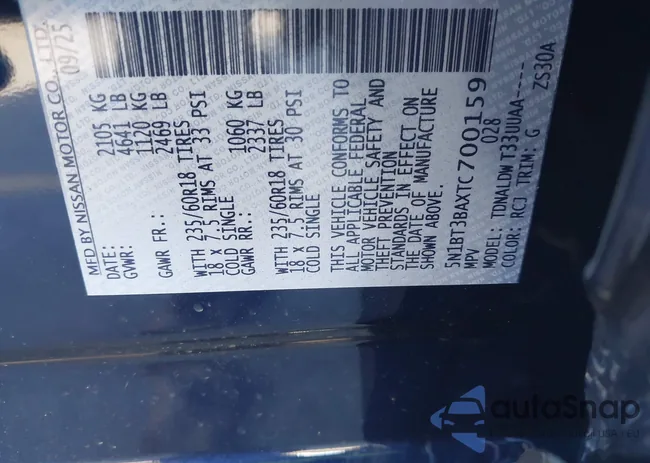 MFD BY NISSAN MOTOR CO., LTD.
DATE: 09/25
GVWR: 2105 KG
4641 LB
GAWR FR.: 1120 KG
2469 LB
WITH 235/60R18 TIRES
18 x 7.5 RIMS AT 33 PSI
COLD SINGLE
GAWR RR.: 1060 KG
2337 LB
WITH 235/60R18 TIRES
18 x 7.5 RIMS AT 30 PSI
COLD SINGLE
THIS VEHICLE CONFORMS TO
ALL APPLICABLE FEDERAL
MOTOR VEHICLE SAFETY AND
THEFT PREVENTION
STANDARDS IN EFFECT ON
THE DATE OF MANUFACTURE
SHOWN ABOVE.
5N1BT3BAXTC700159
MPV 028
MODEL: TDNALDW T33UUAA-----
COLOR: RCJ TRIM: G ZS30A
autoSnap